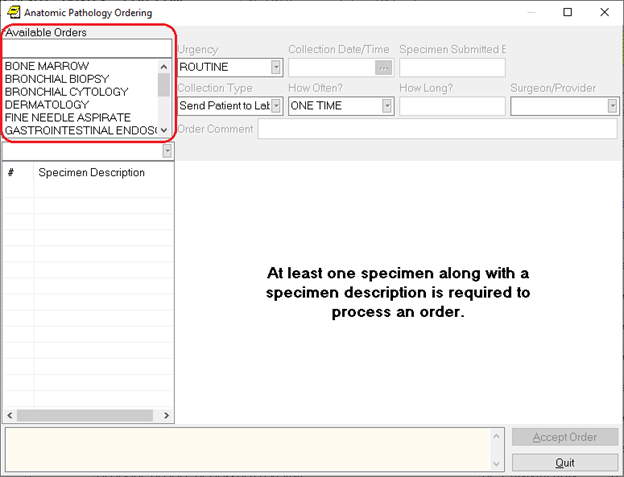 Anatomic Pathology Ordering
Available Orders
BONE MARROW
BRONCHIAL BIOPSY
BRONCHIAL CYTOLOGY
DERMATOLOGY
FINE NEEDLE ASPIRATE
GASTROINTESTINAL ENDOSC
Urgency
Collection Date/Time
Specimen Submitted B
ROUTINE
...
Collection Type
How Often?
How Long?
Surgeon/Provider
Send Patient to Lab
ONE TIME
Order Comment
# Specimen Description
At least one specimen along with a
specimen description is required to
process an order.
Accept Order
Quit